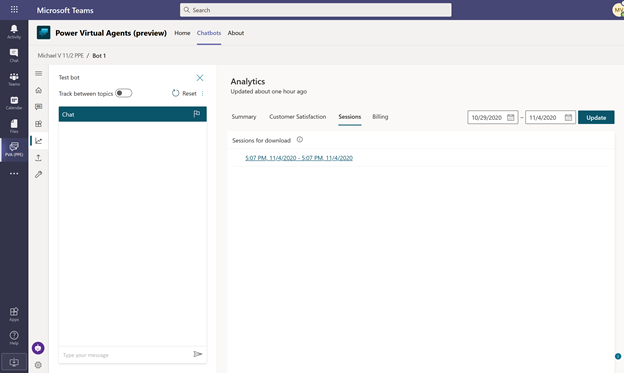 Microsoft Teams
Search
MV
Activity
Chat
Teams
Calendar
Files
PVA (PPE)
Apps
Help
Power Virtual Agents (preview)
Home
Chatbots
About
Michael V 11/2 PPE / Bot 1
Test bot
Track between topics
Reset
Chat
Type your message
Analytics
Updated about one hour ago
Summary
Customer Satisfaction
Sessions
Billing
10/29/2020 – 11/4/2020
Update
Sessions for download
5:07 PM, 11/4/2020 - 5:07 PM, 11/4/2020